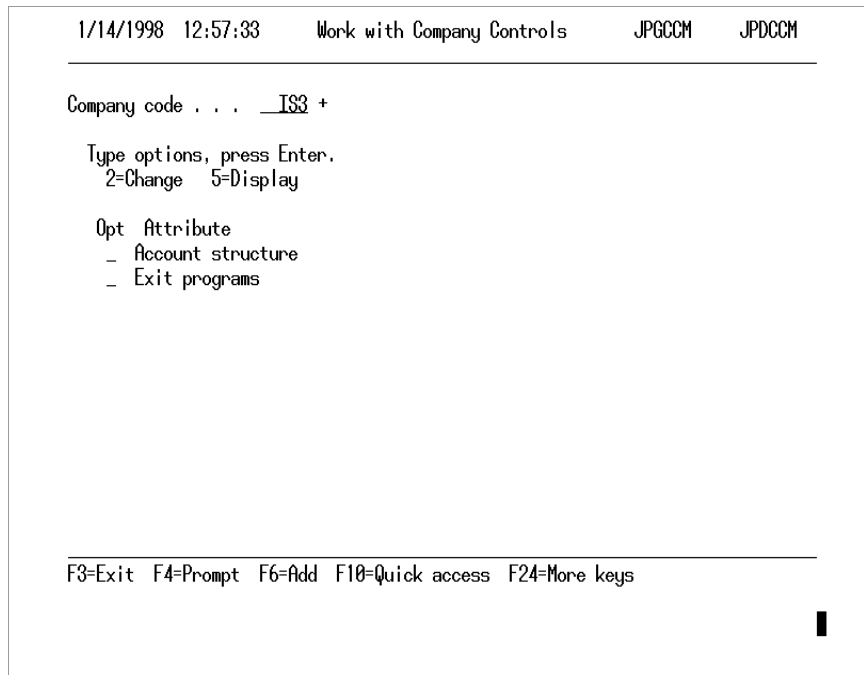 1/14/1998 12:57:33 Work with Company Controls JPGCCM JPDCCM
Company code . . . __IS3 +
Type options, press Enter.
2=Change 5=Display
Opt Attribute
_ Account structure
_ Exit programs
F3=Exit F4=Prompt F6=Add F10=Quick access F24=More keys